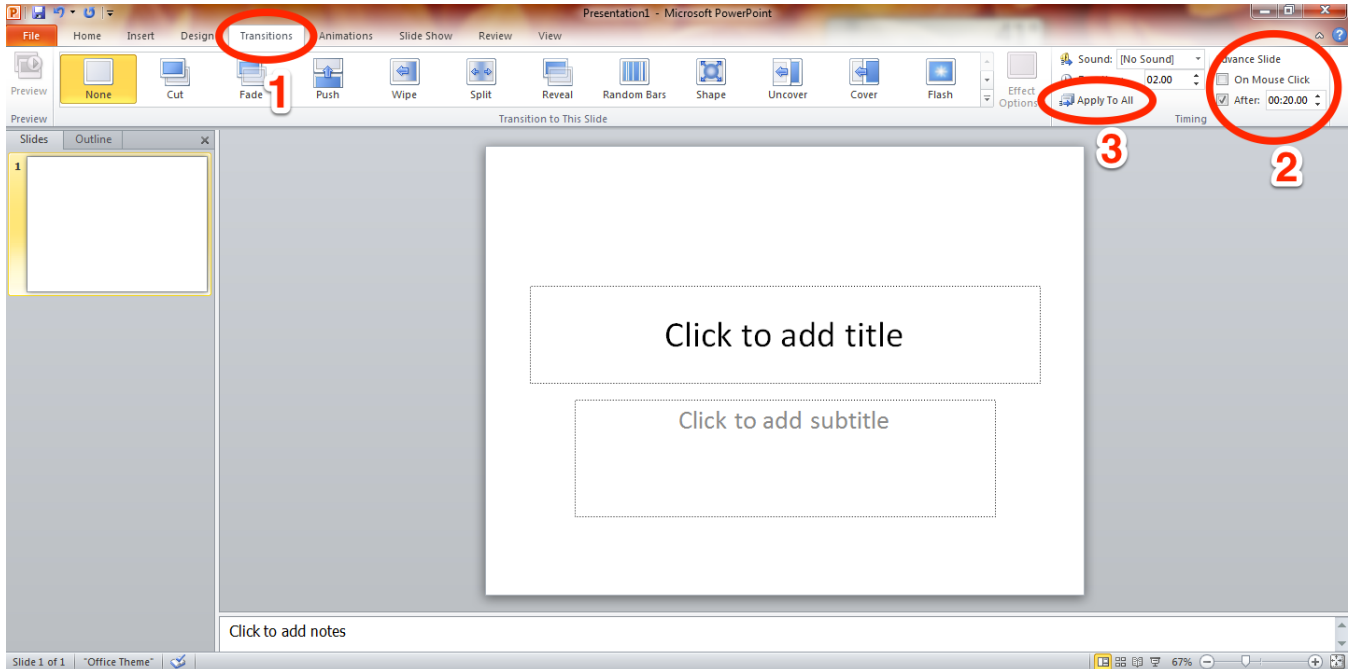 Presentation1 - Microsoft PowerPoint
File Home Insert Design Transitions Animations Slide Show Review View
Sound: [No Sound] Advance Slide
02.00 On Mouse Click
Apply To All After: 00:20.00
Preview None Cut Fade Push Wipe Split Reveal Random Bars Shape Uncover Cover Flash Effect Options
Preview Transition to This Slide Timing
1
2
3
Slides Outline
1
Click to add title
Click to add subtitle
Click to add notes
Slide 1 of 1 "Office Theme" 67%